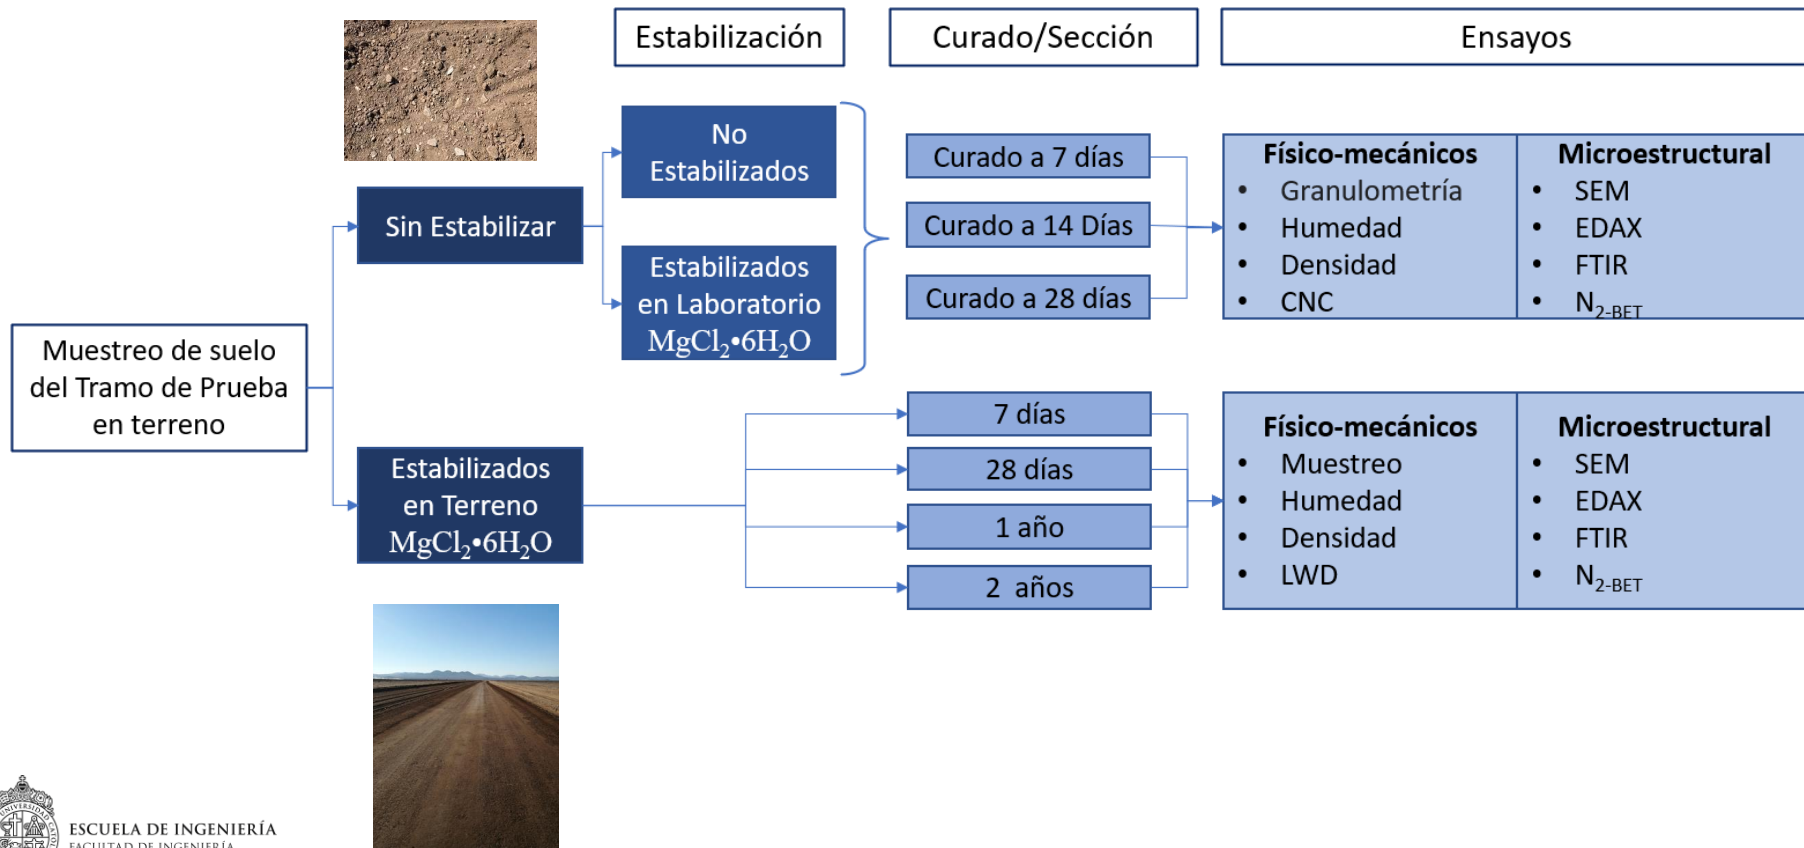 Estabilización
Curado/Sección
Ensayos
Muestreo de suelo
del Tramo de Prueba
en terreno
Sin Estabilizar
Estabilizados
en Terreno
MgCl₂•6H₂O
No
Estabilizados
Estabilizados
en Laboratorio
MgCl₂•6H₂O
Curado a 7 días
Curado a 14 Días
Curado a 28 días
7 días
28 días
1 año
2 años
Físico-mecánicos
• Granulometría
• Humedad
• Densidad
• CNC
Microestructural
• SEM
• EDAX
• FTIR
• N₂₋BET
Físico-mecánicos
• Muestreo
• Humedad
• Densidad
• LWD
Microestructural
• SEM
• EDAX
• FTIR
• N₂₋BET
ESCUELA DE INGENIERÍA
FACULTAD DE INGENIERÍA